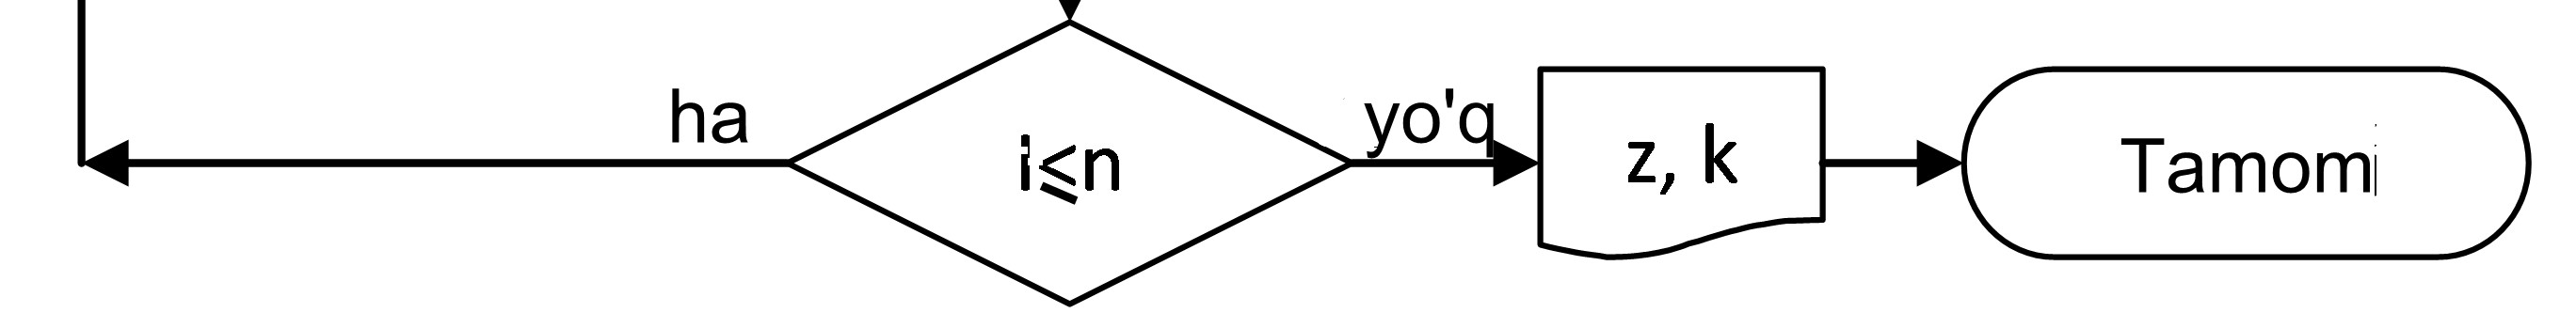 ha
i⩽n
yo'q
z, k
Tamom